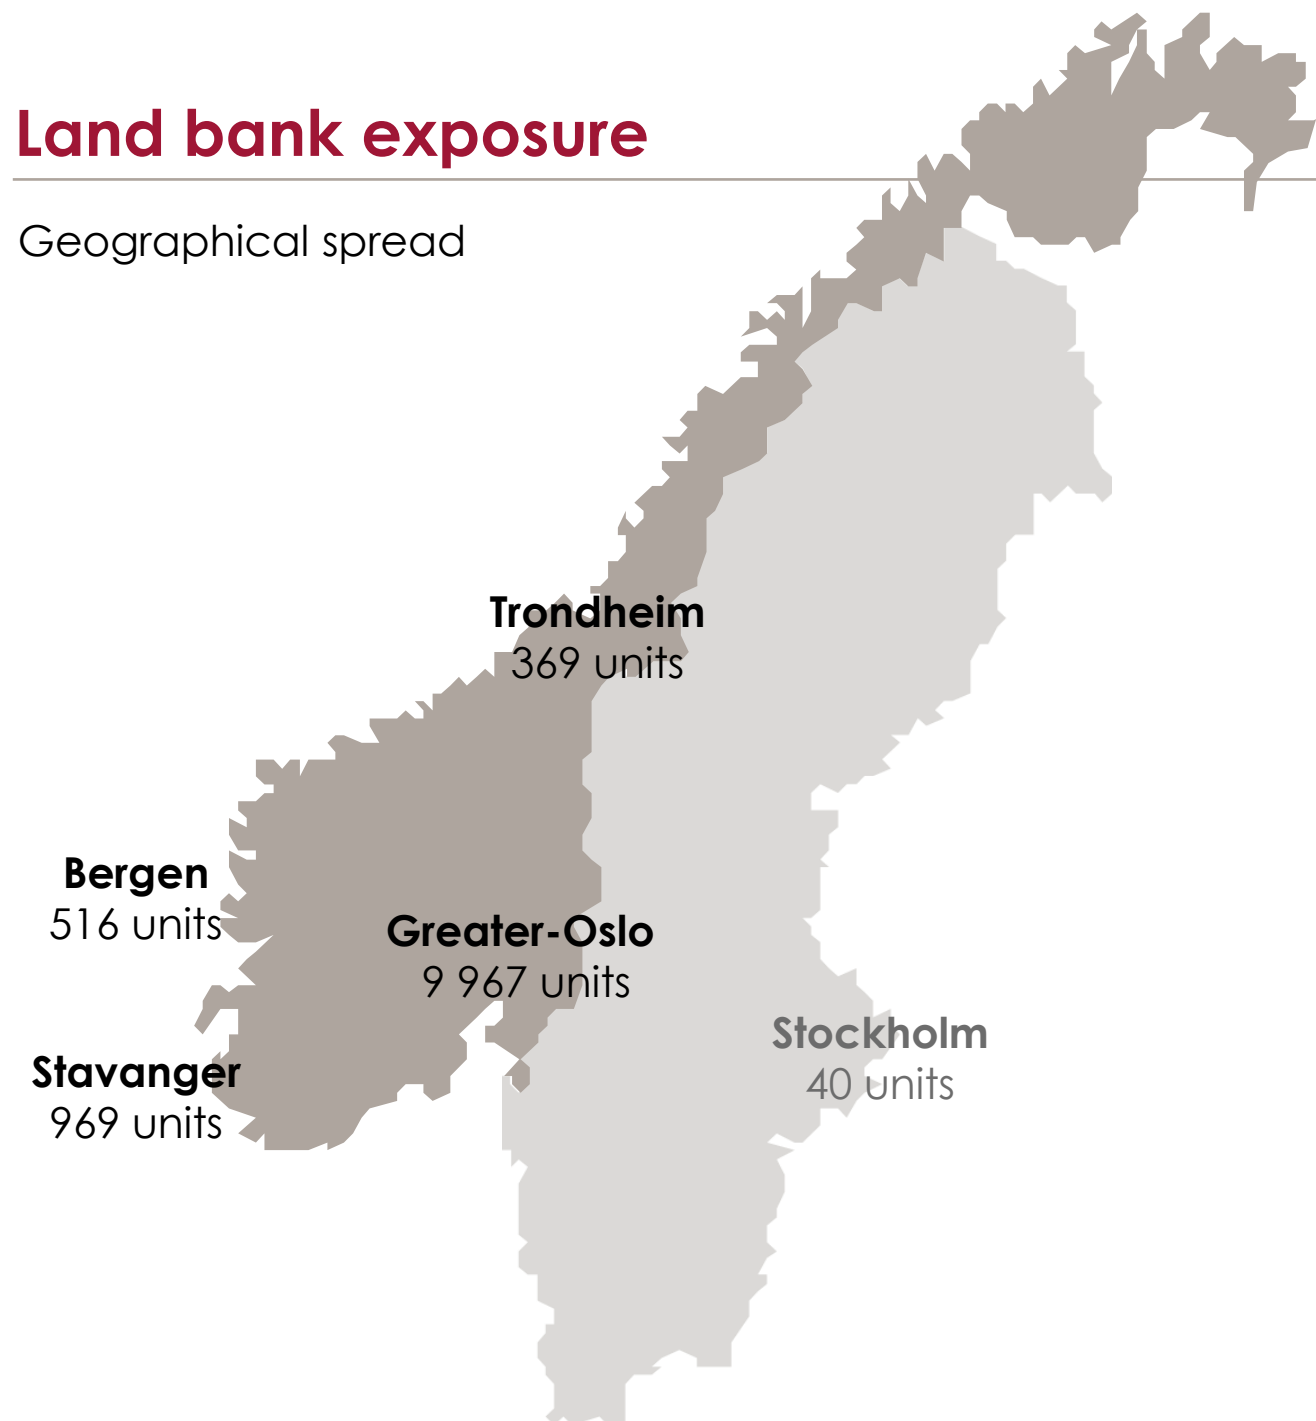 Land bank exposure
Geographical spread
Trondheim
369 units
Bergen
516 units
Greater-Oslo
9 967 units
Stockholm
40 units
Stavanger
969 units